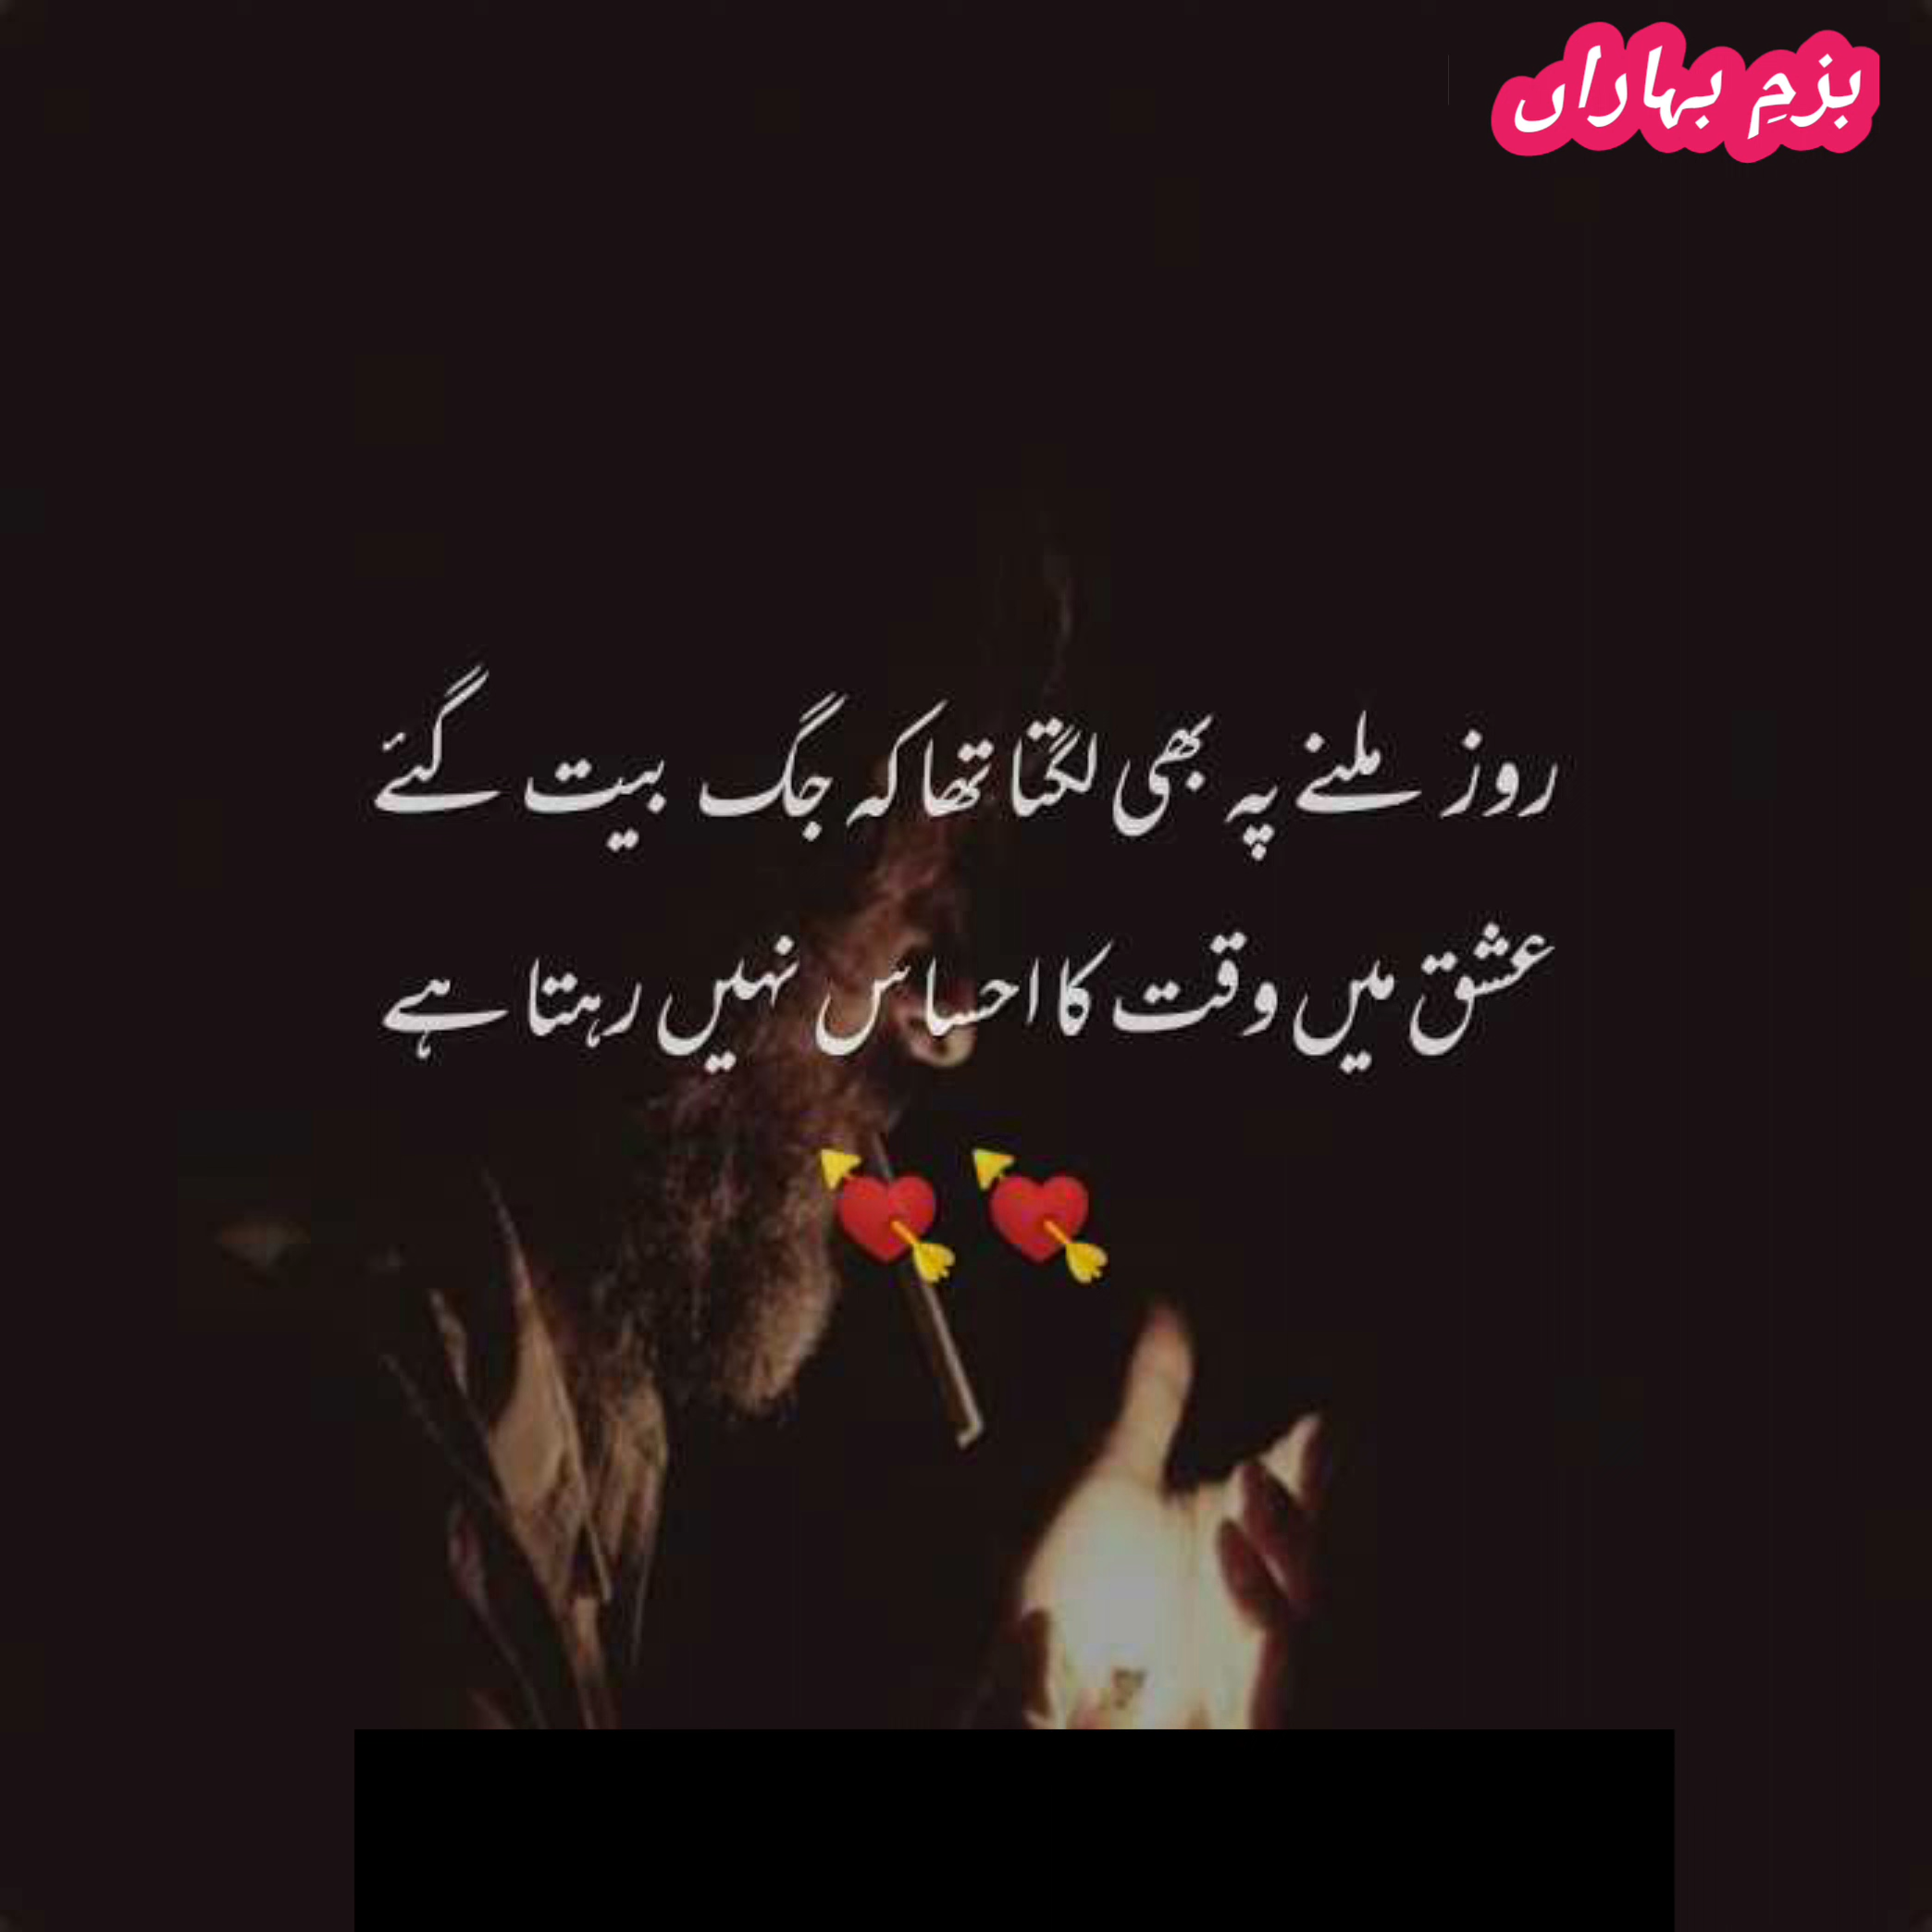 بزمِ بہاراں
روز ملنے پہ بھی لگتا تھا کہ جگ بیت گئے
عشق میں وقت کا احساس نہیں رہتا ہے